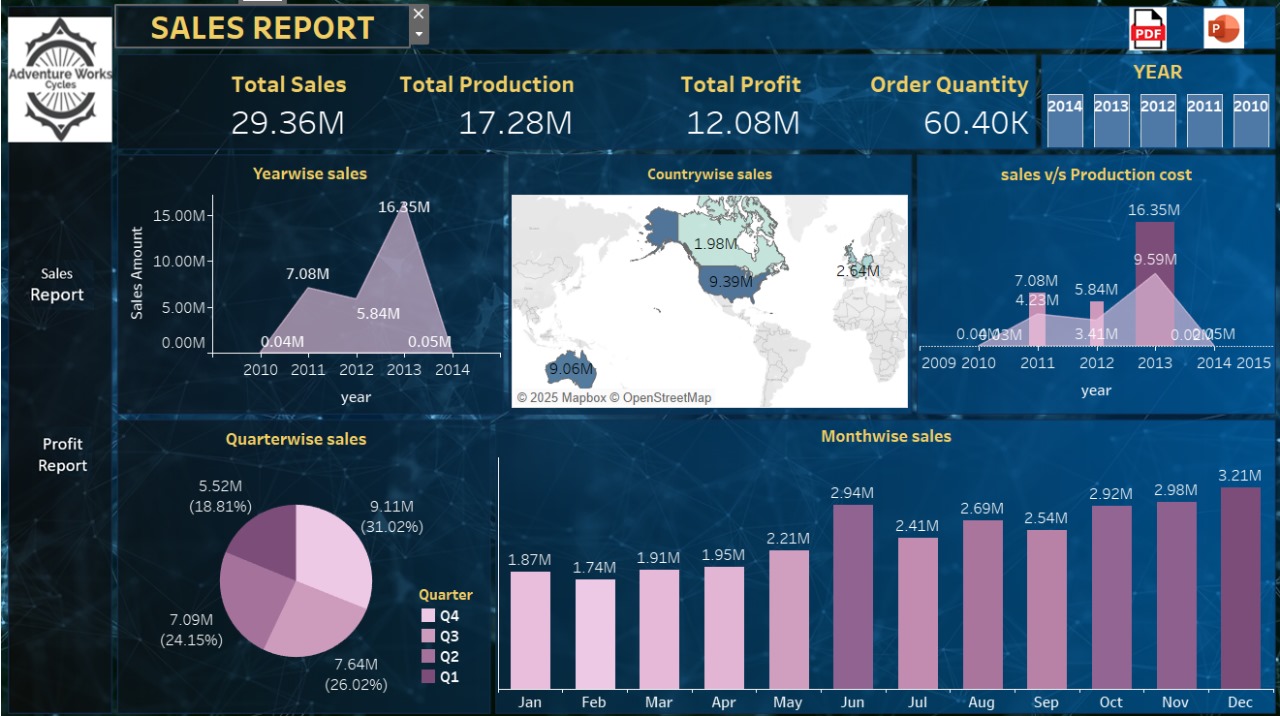 SALES REPORT
PDF
P
Adventure Works
Cycles
Total Sales
29.36M
Total Production
17.28M
Total Profit
12.08M
Order Quantity
60.40K
YEAR
2014 2013 2012 2011 2010
Sales
Report
Profit
Report
Yearwise sales
Sales Amount
15.00M
10.00M
5.00M
0.00M
16.35M
7.08M
5.84M
0.04M
0.05M
2010 2011 2012 2013 2014
year
Countrywise sales
1.98M
9.39M
2.64M
9.06M
© 2025 Mapbox © OpenStreetMap
sales v/s Production cost
16.35M
9.59M
7.08M
4.23M
5.84M
3.41M
0.04M
0.03M
0.05M
2009 2010 2011 2012 2013 2014 2015
year
Quarterwise sales
5.52M
(18.81%)
9.11M
(31.02%)
7.09M
(24.15%)
7.64M
(26.02%)
Quarter
Q4
Q3
Q2
Q1
Monthwise sales
1.87M 1.74M 1.91M 1.95M 2.21M 2.94M 2.41M 2.69M 2.54M 2.92M 2.98M 3.21M
Jan Feb Mar Apr May Jun Jul Aug Sep Oct Nov Dec